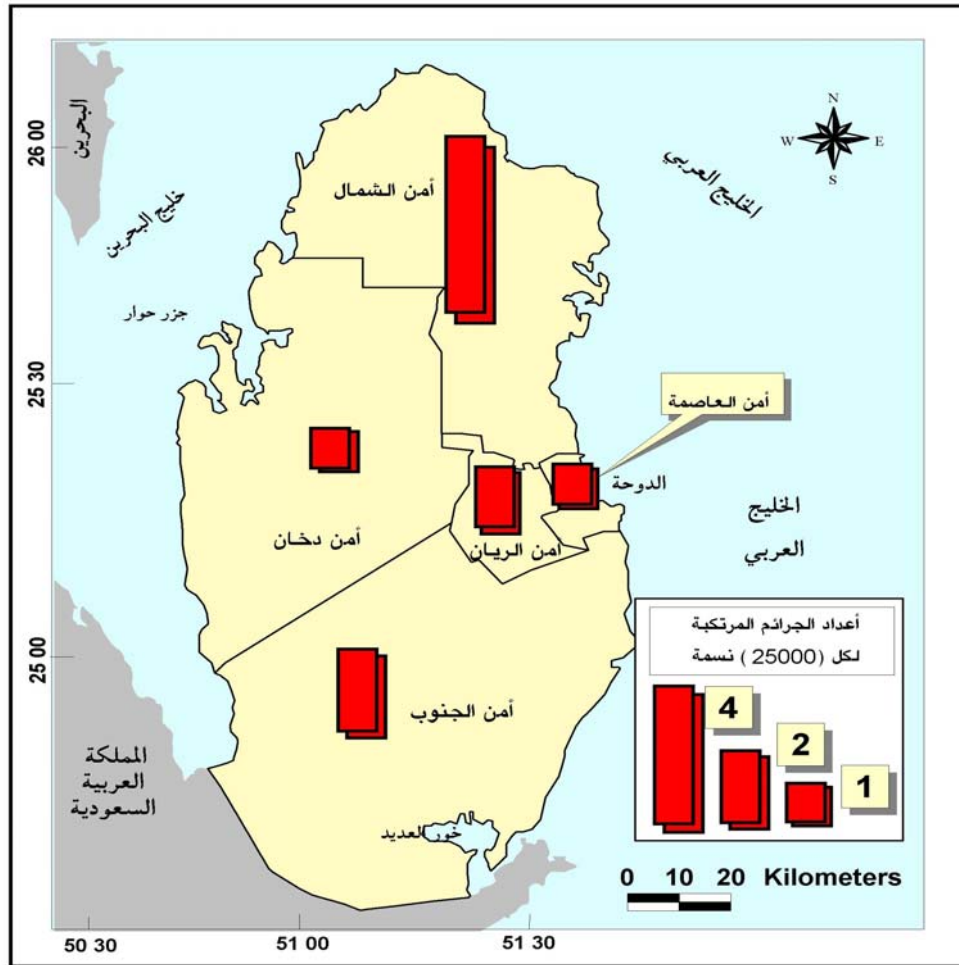 26 00
25 30
25 00
50 30
51 00
51 30
البحرين
خليج البحرين
جزر حوار
أمن الشمال
الخليج العربي
N
W
E
S
أمن العاصمة
الدوحة
أمن دخان
امن الريان
الخليج
العربي
أمن الجنوب
خور العديد
المملكة
العربية
السعودية
أعداد الجرائم المرتكبة
لكل (25000) نسمة
4
2
1
0 10 20 Kilometers